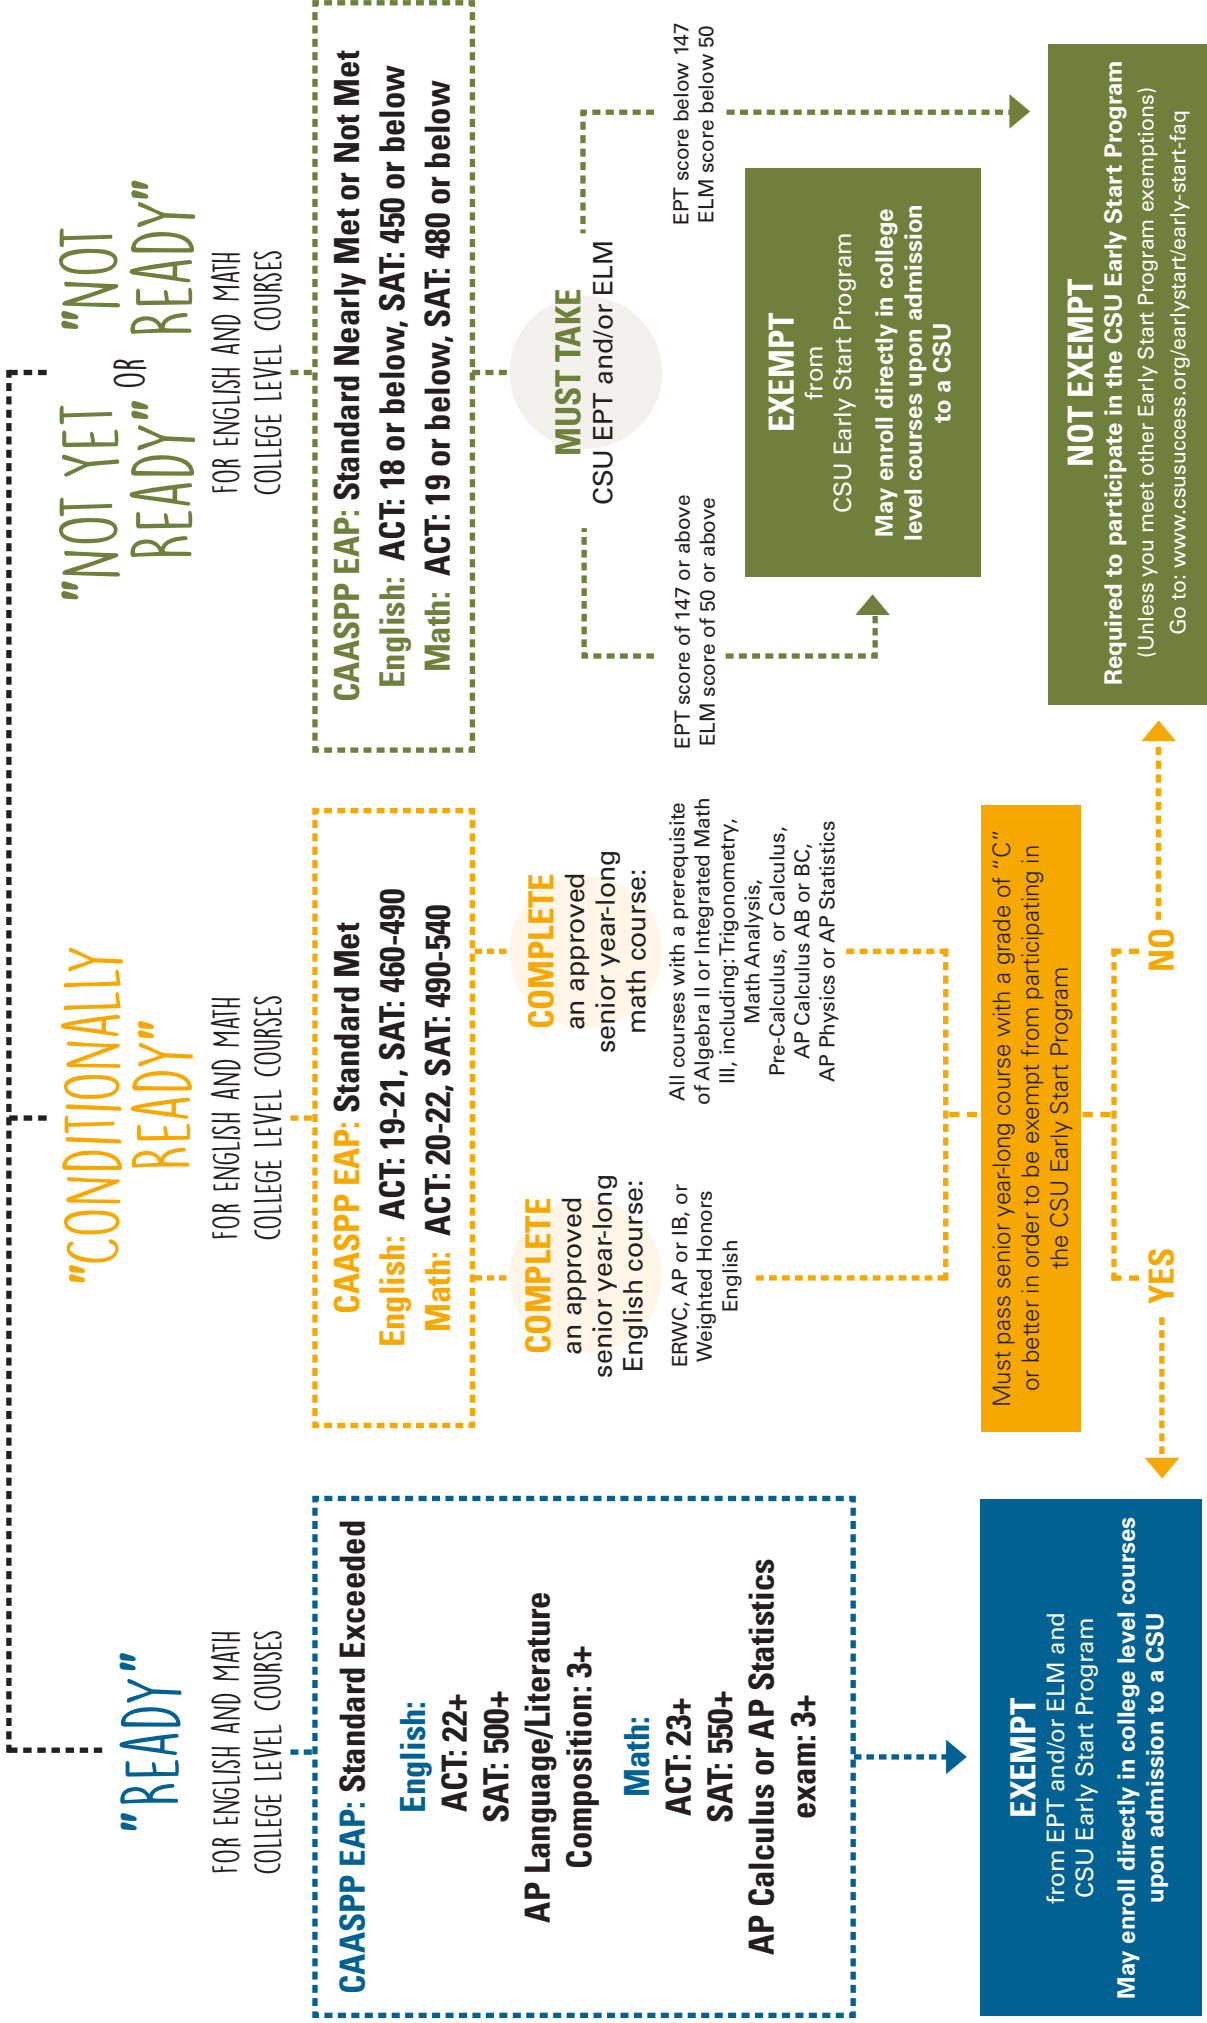 "READY"
FOR ENGLISH AND MATH
COLLEGE LEVEL COURSES
CAASPP EAP: Standard Exceeded
English:
ACT: 22+
SAT: 500+
AP Language/Literature
Composition: 3+
Math:
ACT: 23+
SAT: 550+
AP Calculus or AP Statistics
exam: 3+
EXEMPT
from EPT and/or ELM and
CSU Early Start Program
May enroll directly in college level courses
upon admission to a CSU
"CONDITIONALLY
READY"
FOR ENGLISH AND MATH
COLLEGE LEVEL COURSES
CAASPP EAP: Standard Met
English: ACT: 19-21, SAT: 460-490
Math: ACT: 20-22, SAT: 490-540
COMPLETE
an approved
senior year-long
English course:
ERWC, AP or IB, or
Weighted Honors
English
COMPLETE
an approved
senior year-long
math course:
All courses with a prerequisite
of Algebra II or Integrated Math
III, including: Trigonometry,
Math Analysis,
Pre-Calculus, or Calculus,
AP Calculus AB or BC,
AP Physics or AP Statistics
Must pass senior year-long course with a grade of "C"
or better in order to be exempt from participating in
the CSU Early Start Program
YES
NO
"NOT YET
READY" OR
"NOT
READY"
FOR ENGLISH AND MATH
COLLEGE LEVEL COURSES
CAASPP EAP: Standard Nearly Met or Not Met
English: ACT: 18 or below, SAT: 450 or below
Math: ACT: 19 or below, SAT: 480 or below
MUST TAKE
CSU EPT and/or ELM
EPT score of 147 or above
ELM score of 50 or above
EPT score below 147
ELM score below 50
EXEMPT
from
CSU Early Start Program
May enroll directly in college
level courses upon admission
to a CSU
NOT EXEMPT
Required to participate in the CSU Early Start Program
(Unless you meet other Early Start Program exemptions)
Go to: www.csusuccess.org/earlystart/early-start-faq